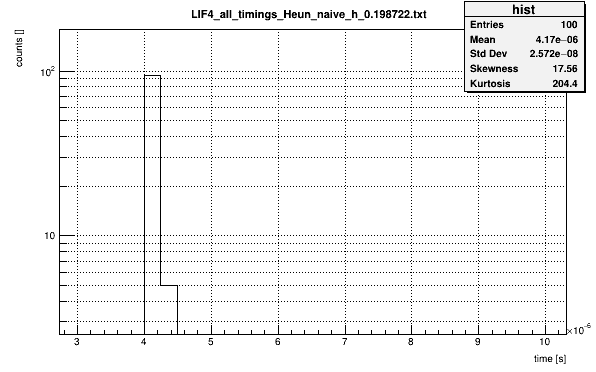 LIF4_all_timings_Heun_naive_h_0.198722.txt
hist
Entries 100
Mean 4.17e−06
Std Dev 2.572e−08
Skewness 17.56
Kurtosis 204.4
counts []
10²
10
3 4 5 6 7 8 9 10
×10⁻⁶
time [s]